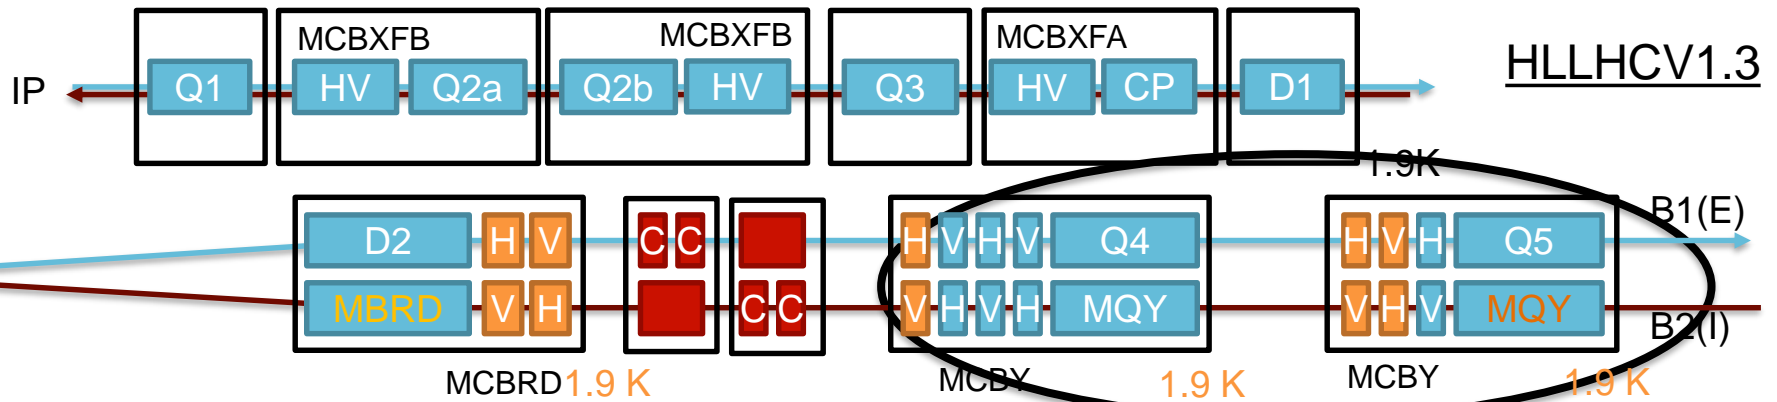 MCBXFB MCBXFB MCBXFA
HLLHCV1.3
IP Q1 HV Q2a Q2b HV Q3 HV CP D1
1.9K
B1(E)
D2 H V C C H V H V Q4 H V H Q5
MBRD V H C C V H V H MQY V H V MQY
B2(I)
MCBRD 1.9 K MCBY 1.9 K MCBY 1.9 K